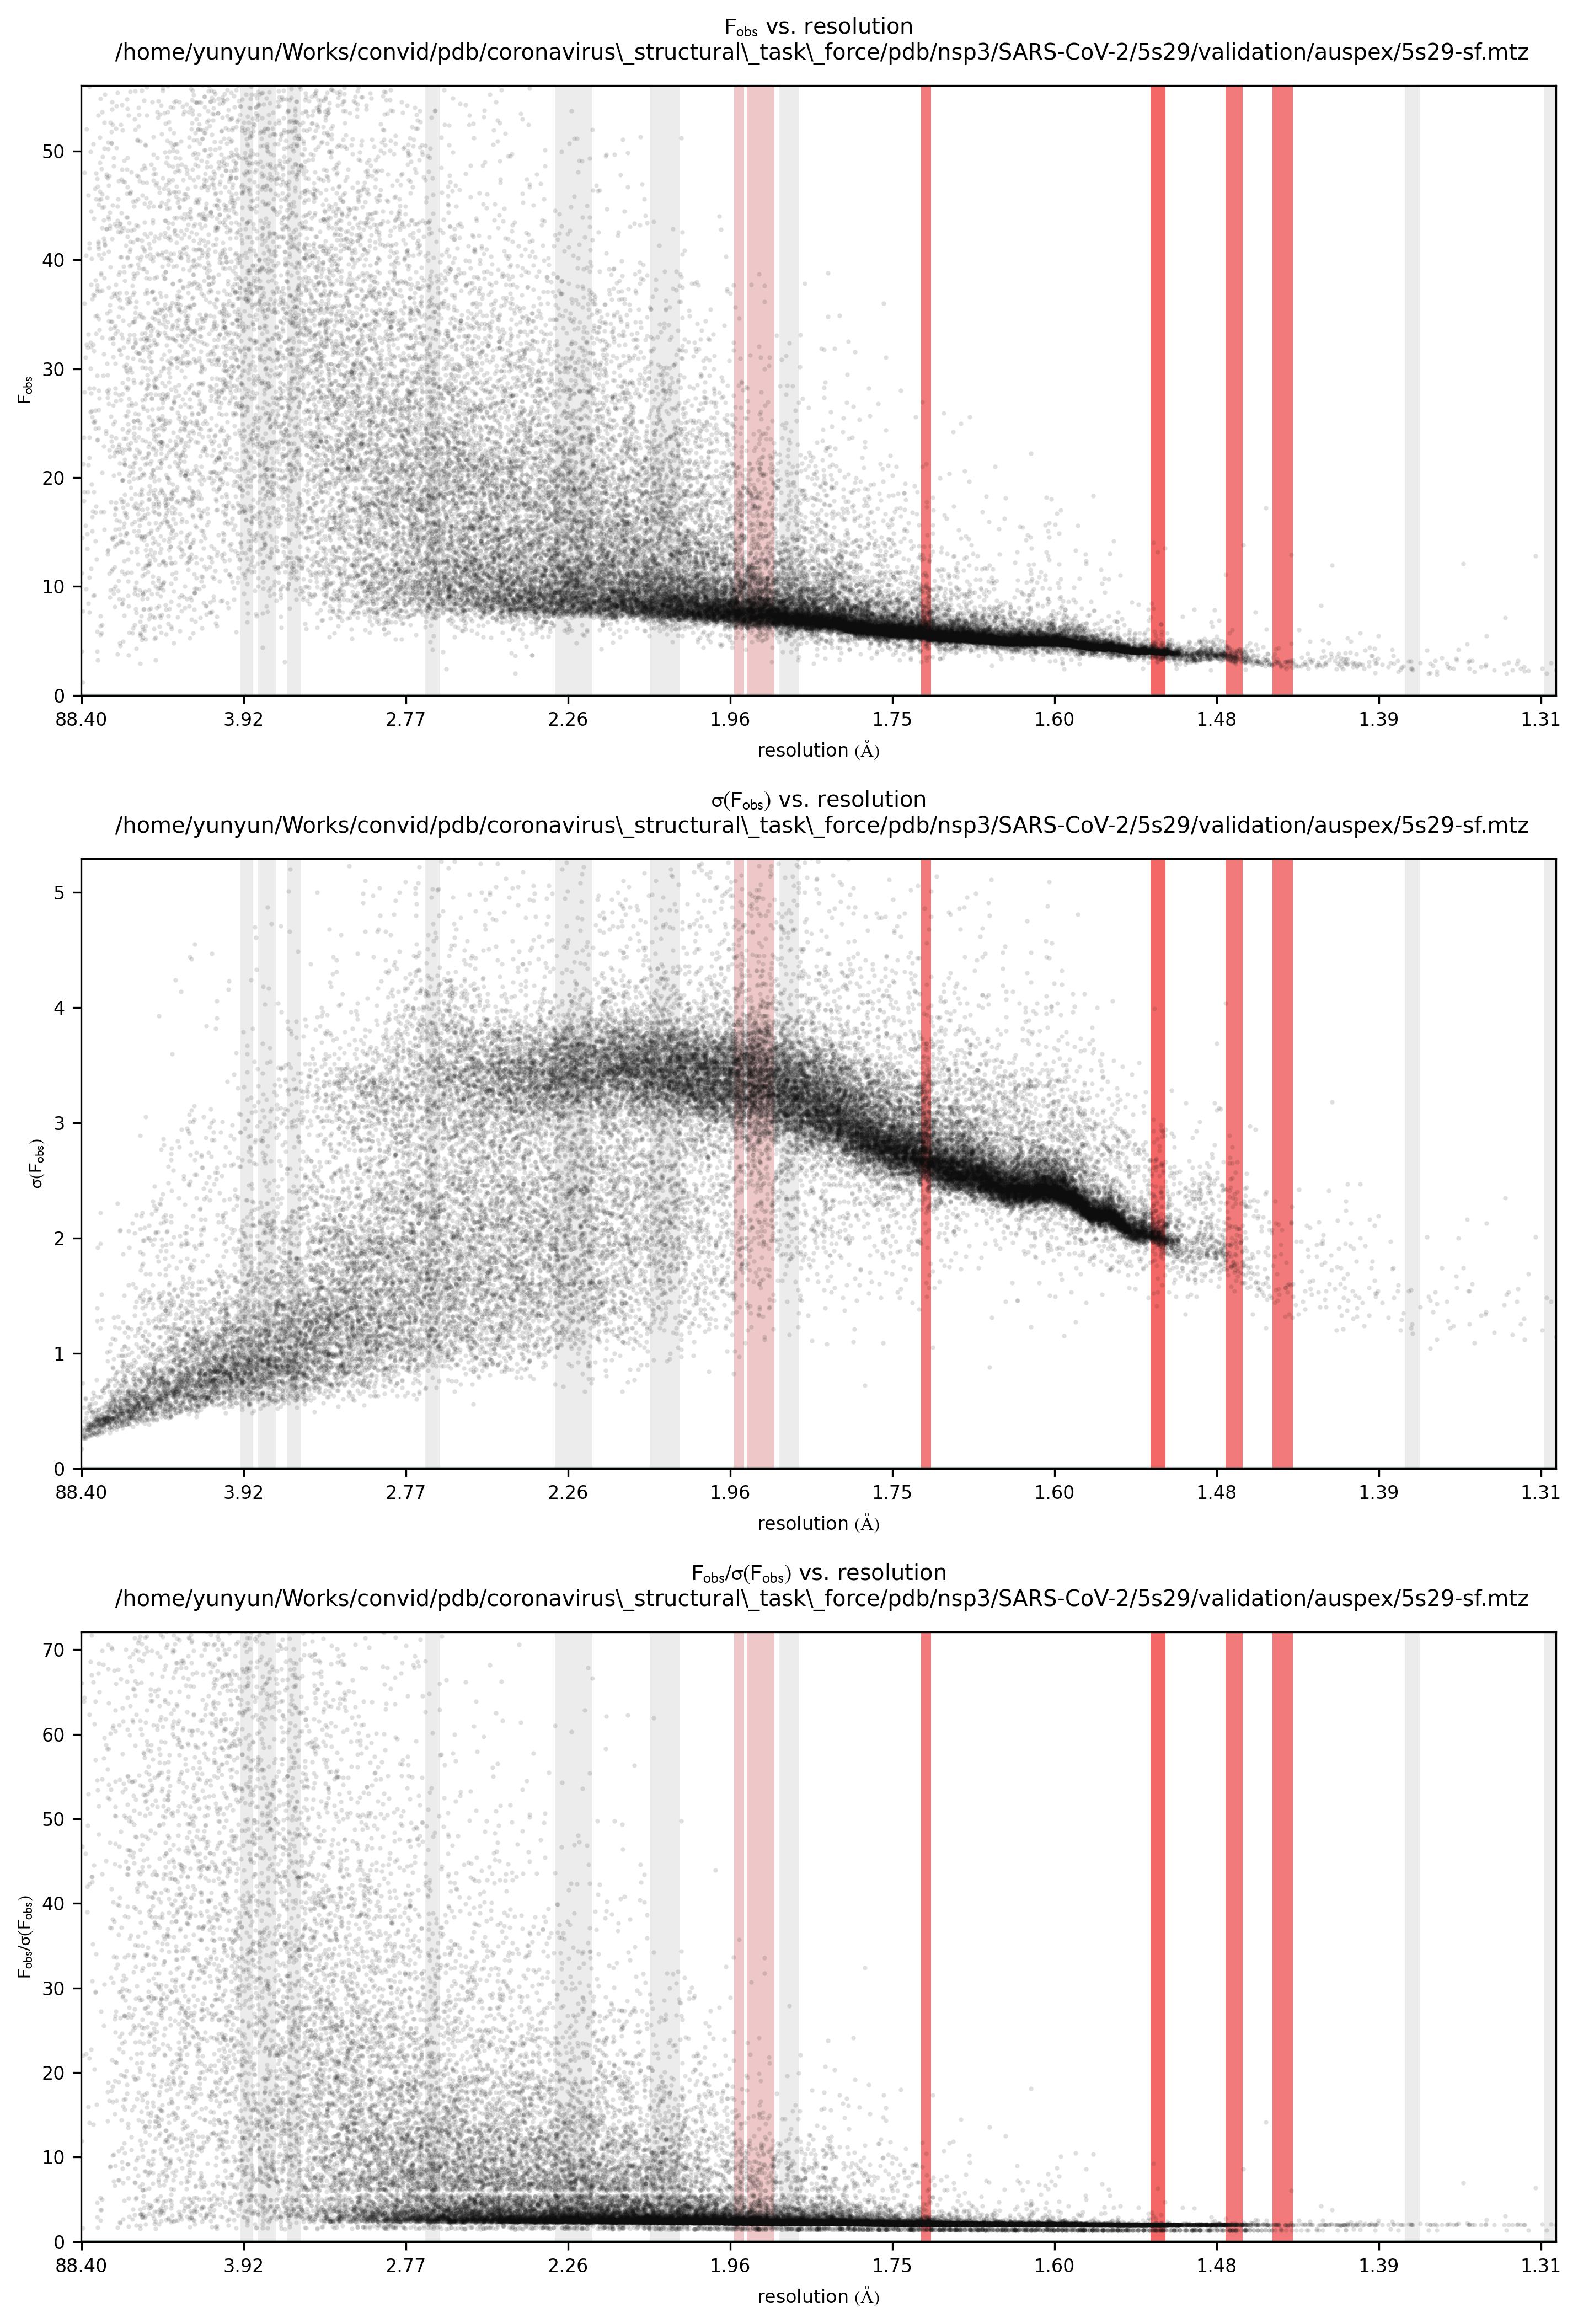 Fobs vs. resolution
/home/yunyun/Works/convid/pdb/coronavirus\_structural\_task\_force/pdb/nsp3/SARS-CoV-2/5s29/validation/auspex/5s29-sf.mtz
50
40
30
20
10
0
Fobs
88.40 3.92 2.77 2.26 1.96 1.75 1.60 1.48 1.39 1.31
resolution (Å)
σ(Fobs) vs. resolution
/home/yunyun/Works/convid/pdb/coronavirus\_structural\_task\_force/pdb/nsp3/SARS-CoV-2/5s29/validation/auspex/5s29-sf.mtz
5
4
3
2
1
0
σ(Fobs)
88.40 3.92 2.77 2.26 1.96 1.75 1.60 1.48 1.39 1.31
resolution (Å)
Fobs/σ(Fobs) vs. resolution
/home/yunyun/Works/convid/pdb/coronavirus\_structural\_task\_force/pdb/nsp3/SARS-CoV-2/5s29/validation/auspex/5s29-sf.mtz
70
60
50
40
30
20
10
0
Fobs/σ(Fobs)
88.40 3.92 2.77 2.26 1.96 1.75 1.60 1.48 1.39 1.31
resolution (Å)